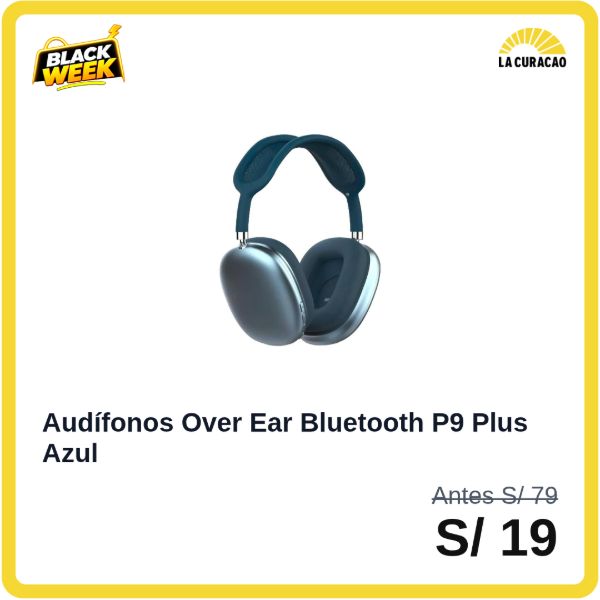 BLACK
WEEK
LA CURACAO
Audífonos Over Ear Bluetooth P9 Plus
Azul
Antes S/ 79
S/ 19